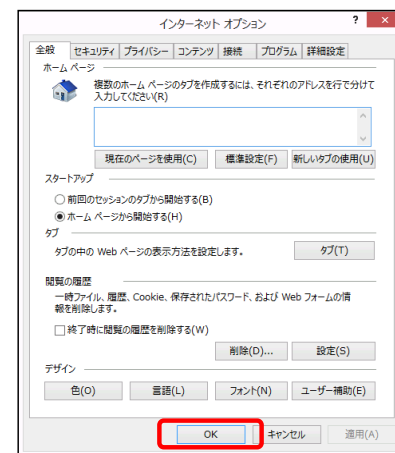 インターネット オプション
?
×
全般 セキュリティ プライバシー コンテンツ 接続 プログラム 詳細設定
ホーム ページ
複数のホーム ページのタブを作成するには、それぞれのアドレスを行で分けて
入力してください(R)
現在のページを使用(C) 標準設定(F) 新しいタブの使用(U)
スタートアップ
前回のセッションのタブから開始する(B)
ホーム ページから開始する(H)
タブ
タブの中の Web ページの表示方法を設定します。 タブ(T)
閲覧の履歴
一時ファイル、履歴、Cookie、保存されたパスワード、および Web フォームの情
報を削除します。
終了時に閲覧の履歴を削除する(W)
削除(D)... 設定(S)
デザイン
色(O) 言語(L) フォント(N) ユーザー補助(E)
OK キャンセル 適用(A)